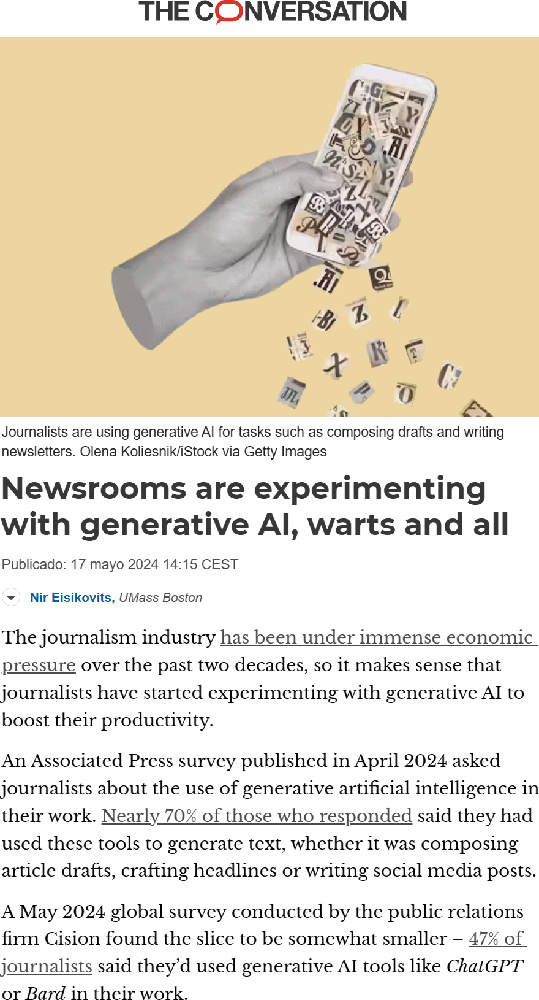 THE CONVERSATION
Journalists are using generative AI for tasks such as composing drafts and writing
newsletters. Olena Koliesnik/iStock via Getty Images
Newsrooms are experimenting
with generative AI, warts and all
Publicado: 17 mayo 2024 14:15 CEST
Nir Eisikovits, UMass Boston
The journalism industry has been under immense economic
pressure over the past two decades, so it makes sense that
journalists have started experimenting with generative AI to
boost their productivity.
An Associated Press survey published in April 2024 asked
journalists about the use of generative artificial intelligence in
their work. Nearly 70% of those who responded said they had
used these tools to generate text, whether it was composing
article drafts, crafting headlines or writing social media posts.
A May 2024 global survey conducted by the public relations
firm Cision found the slice to be somewhat smaller – 47% of
journalists said they’d used generative AI tools like ChatGPT
or Bard in their work.